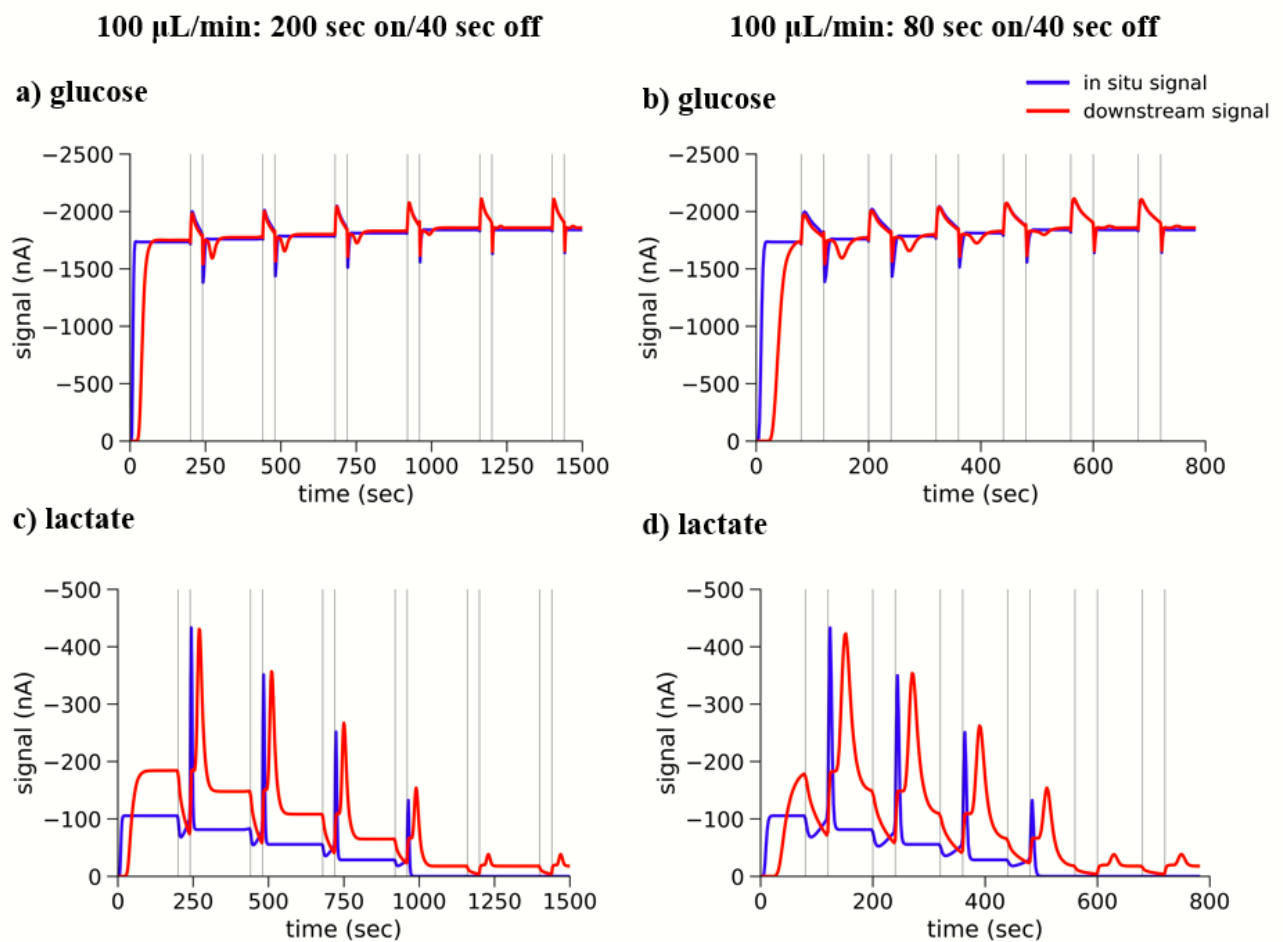 100 μL/min: 200 sec on/40 sec off
100 μL/min: 80 sec on/40 sec off
a) glucose
b) glucose
in situ signal
downstream signal
−2500
−2000
−1500
−1000
−500
0
signal (nA)
0 250 500 750 1000 1250 1500
time (sec)
−2500
−2000
−1500
−1000
−500
0
signal (nA)
0 200 400 600 800
time (sec)
c) lactate
d) lactate
−500
−400
−300
−200
−100
0
signal (nA)
0 250 500 750 1000 1250 1500
time (sec)
−500
−400
−300
−200
−100
0
signal (nA)
0 200 400 600 800
time (sec)